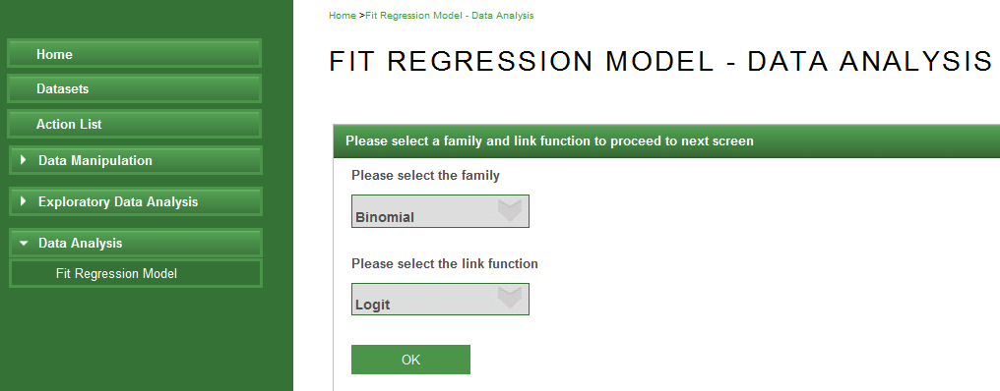 Home >Fit Regression Model - Data Analysis
FIT REGRESSION MODEL - DATA ANALYSIS
Home
Datasets
Action List
Data Manipulation
Exploratory Data Analysis
Data Analysis
Fit Regression Model
Please select a family and link function to proceed to next screen
Please select the family
Binomial
Please select the link function
Logit
OK